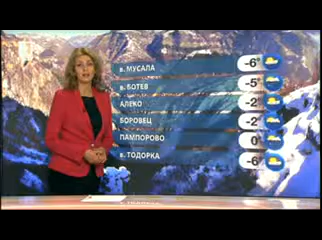 в. МУСАЛА -6°
в. БОТЕВ -5°
АЛЕКО -2°
БОРОВЕЦ -2°
ПАМПОРОВО 0°
в. ТОДОРКА -6°